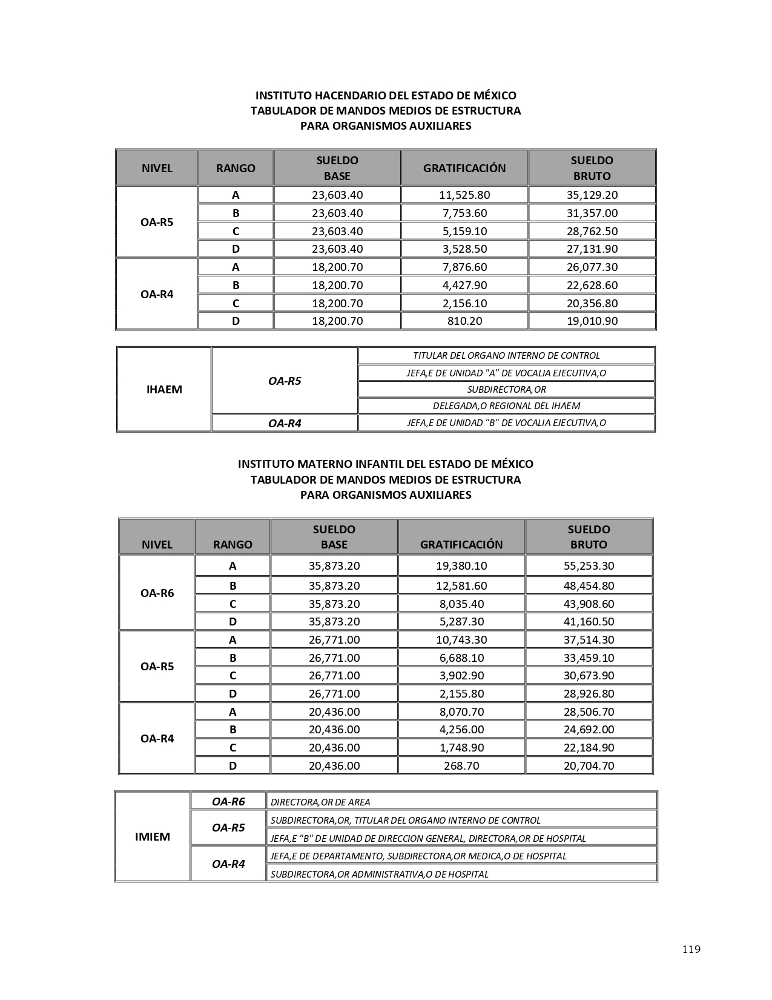 INSTITUTO HACENDARIO DEL ESTADO DE MÉXICO
TABULADOR DE MANDOS MEDIOS DE ESTRUCTURA
PARA ORGANISMOS AUXILIARES
NIVEL RANGO SUELDO BASE GRATIFICACIÓN SUELDO BRUTO
OA-R5
A 23,603.40 11,525.80 35,129.20
B 23,603.40 7,753.60 31,357.00
C 23,603.40 5,159.10 28,762.50
D 23,603.40 3,528.50 27,131.90
OA-R4
A 18,200.70 7,876.60 26,077.30
B 18,200.70 4,427.90 22,628.60
C 18,200.70 2,156.10 20,356.80
D 18,200.70 810.20 19,010.90
IHAEM
OA-R5
TITULAR DEL ORGANO INTERNO DE CONTROL
JEFA,E DE UNIDAD "A" DE VOCALIA EJECUTIVA,O
SUBDIRECTORA,OR
DELEGADA,O REGIONAL DEL IHAEM
OA-R4 JEFA,E DE UNIDAD "B" DE VOCALIA EJECUTIVA,O
INSTITUTO MATERNO INFANTIL DEL ESTADO DE MÉXICO
TABULADOR DE MANDOS MEDIOS DE ESTRUCTURA
PARA ORGANISMOS AUXILIARES
NIVEL RANGO SUELDO BASE GRATIFICACIÓN SUELDO BRUTO
OA-R6
A 35,873.20 19,380.10 55,253.30
B 35,873.20 12,581.60 48,454.80
C 35,873.20 8,035.40 43,908.60
D 35,873.20 5,287.30 41,160.50
OA-R5
A 26,771.00 10,743.30 37,514.30
B 26,771.00 6,688.10 33,459.10
C 26,771.00 3,902.90 30,673.90
D 26,771.00 2,155.80 28,926.80
OA-R4
A 20,436.00 8,070.70 28,506.70
B 20,436.00 4,256.00 24,692.00
C 20,436.00 1,748.90 22,184.90
D 20,436.00 268.70 20,704.70
IMIEM
OA-R6 DIRECTORA,OR DE AREA
OA-R5
SUBDIRECTORA,OR, TITULAR DEL ORGANO INTERNO DE CONTROL
JEFA,E "B" DE UNIDAD DE DIRECCION GENERAL, DIRECTORA,OR DE HOSPITAL
OA-R4
JEFA,E DE DEPARTAMENTO, SUBDIRECTORA,OR MEDICA,O DE HOSPITAL
SUBDIRECTORA,OR ADMINISTRATIVA,O DE HOSPITAL
119